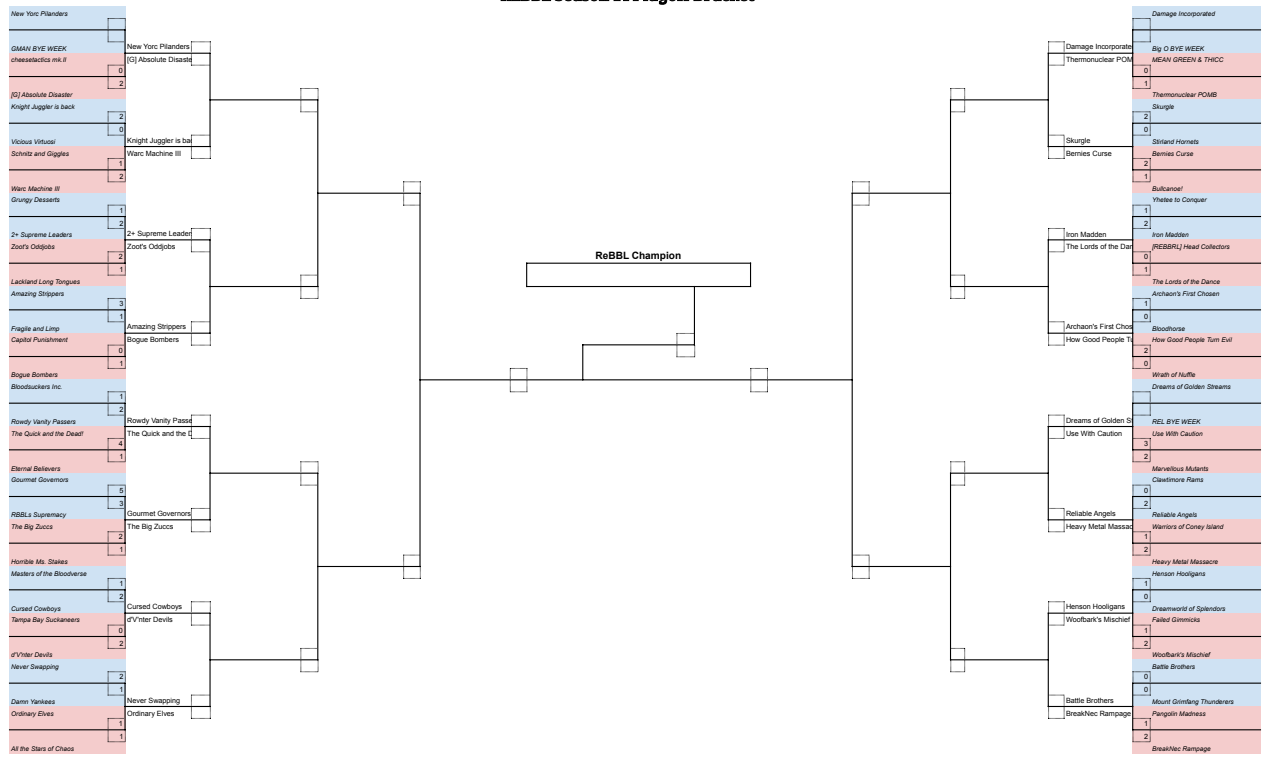 New Yorc Pilanders
GMAN BYE WEEK
cheesetactics mk.II
0
2
[G] Absolute Disaster
Knight Juggler is back
2
0
Vicious Virtuosi
Schnitz and Giggles
1
2
Warc Machine III
Grungy Desserts
1
2
2+ Supreme Leaders
Zoot's Oddjobs
2
1
Lackland Long Tongues
Amazing Strippers
3
1
Fragile and Limp
Capitol Punishment
0
1
Bogue Bombers
Bloodsuckers Inc.
1
2
Rowdy Vanity Passers
The Quick and the Dead!
4
1
Eternal Believers
Gourmet Governors
5
3
RBBLs Supremacy
The Big Zuccs
2
1
Horrible Ms. Stakes
Masters of the Bloodverse
1
2
Cursed Cowboys
Tampa Bay Suckaneers
0
2
d'V'nter Devils
Never Swapping
2
1
Damn Yankees
Ordinary Elves
1
1
All the Stars of Chaos
New Yorc Pilanders
[G] Absolute Disaste
Knight Juggler is bac
Warc Machine III
2+ Supreme Leader
Zoot's Oddjobs
Amazing Strippers
Bogue Bombers
Rowdy Vanity Passe
The Quick and the D
Gourmet Governors
The Big Zuccs
Cursed Cowboys
d'V'nter Devils
Never Swapping
Ordinary Elves
ReBBL Champion
Damage Incorporate
Thermonuclear POM
Skurgle
Bernies Curse
Iron Madden
The Lords of the Dan
Archaon's First Chos
How Good People Tu
Dreams of Golden St
Use With Caution
Reliable Angels
Heavy Metal Massac
Henson Hooligans
Woofbark's Mischief
Battle Brothers
BreakNec Rampage
Damage Incorporated
Big O BYE WEEK
MEAN GREEN & THICC
0
1
Thermonuclear POMB
Skurgle
2
0
Stirland Hornets
Bernies Curse
2
1
Bullcanoe!
Yhetee to Conquer
1
2
Iron Madden
[REBBRL] Head Collectors
0
1
The Lords of the Dance
Archaon's First Chosen
1
0
Bloodhorse
How Good People Turn Evil
2
0
Wrath of Nuffle
Dreams of Golden Streams
REL BYE WEEK
Use With Caution
3
2
Marvellous Mutants
Clawtimore Rams
0
2
Reliable Angels
Warriors of Coney Island
1
2
Heavy Metal Massacre
Henson Hooligans
1
0
Dreamworld of Splendors
Failed Gimmicks
1
2
Woofbark's Mischief
Battle Brothers
0
0
Mount Grimfang Thunderers
Pangolin Madness
1
2
BreakNec Rampage